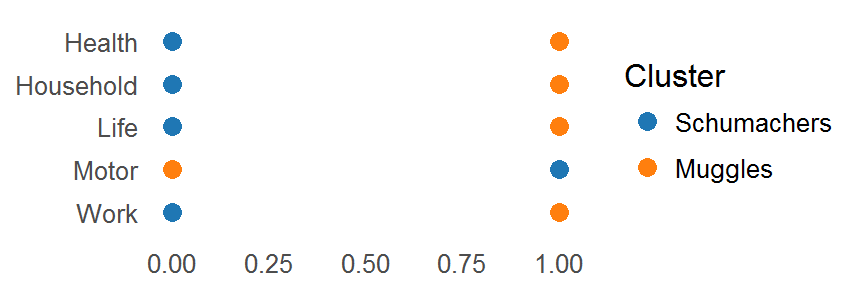 Health
Household
Life
Motor
Work
0.00 0.25 0.50 0.75 1.00
Cluster
Schumachers
Muggles